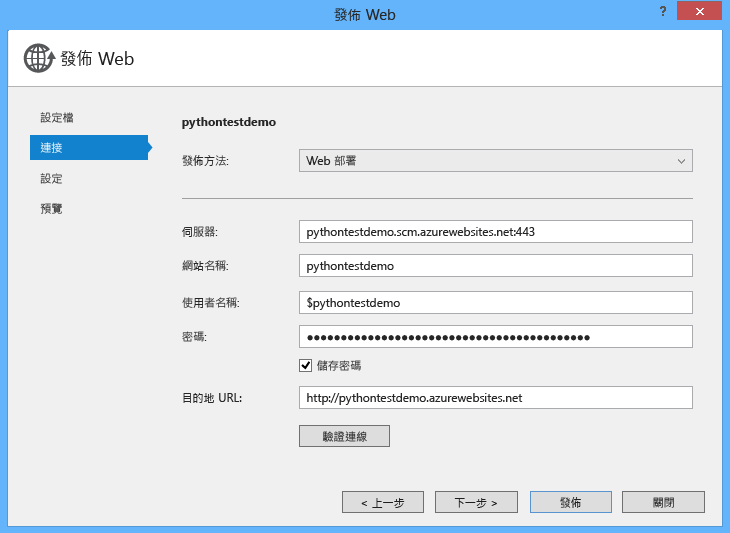 發佈 Web
?
發佈 Web
設定檔
連接
設定
預覽
pythontestdemo
發佈方法: Web 部署
伺服器: pythontestdemo.scm.azurewebsites.net:443
網站名稱: pythontestdemo
使用者名稱: $pythontestdemo
密碼: ●●●●●●●●●●●●●●●●●●●●●●●●●●●●●●●●●●●●●●●●●●
儲存密碼
目的地 URL: http://pythontestdemo.azurewebsites.net
驗證連線
< 上一步 下一步 > 發佈 關閉